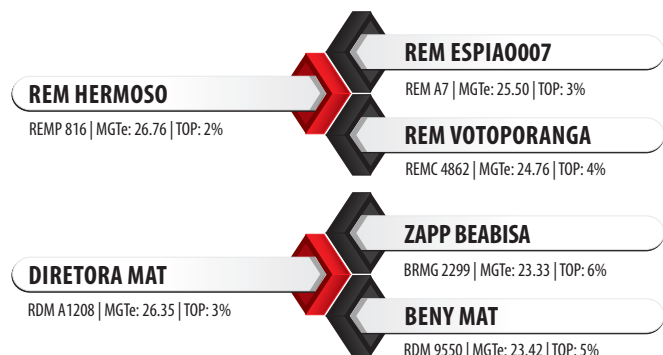 REM HERMOSO
REMP 816 | MGTe: 26.76 | TOP: 2%
REM ESPIAO007
REM A7 | MGTe: 25.50 | TOP: 3%
REM VOTOPORANGA
REMC 4862 | MGTe: 24.76 | TOP: 4%
DIRETORA MAT
RDM A1208 | MGTe: 26.35 | TOP: 3%
ZAPP BEABISA
BRMG 2299 | MGTe: 23.33 | TOP: 6%
BENY MAT
RDM 9550 | MGTe: 23.42 | TOP: 5%